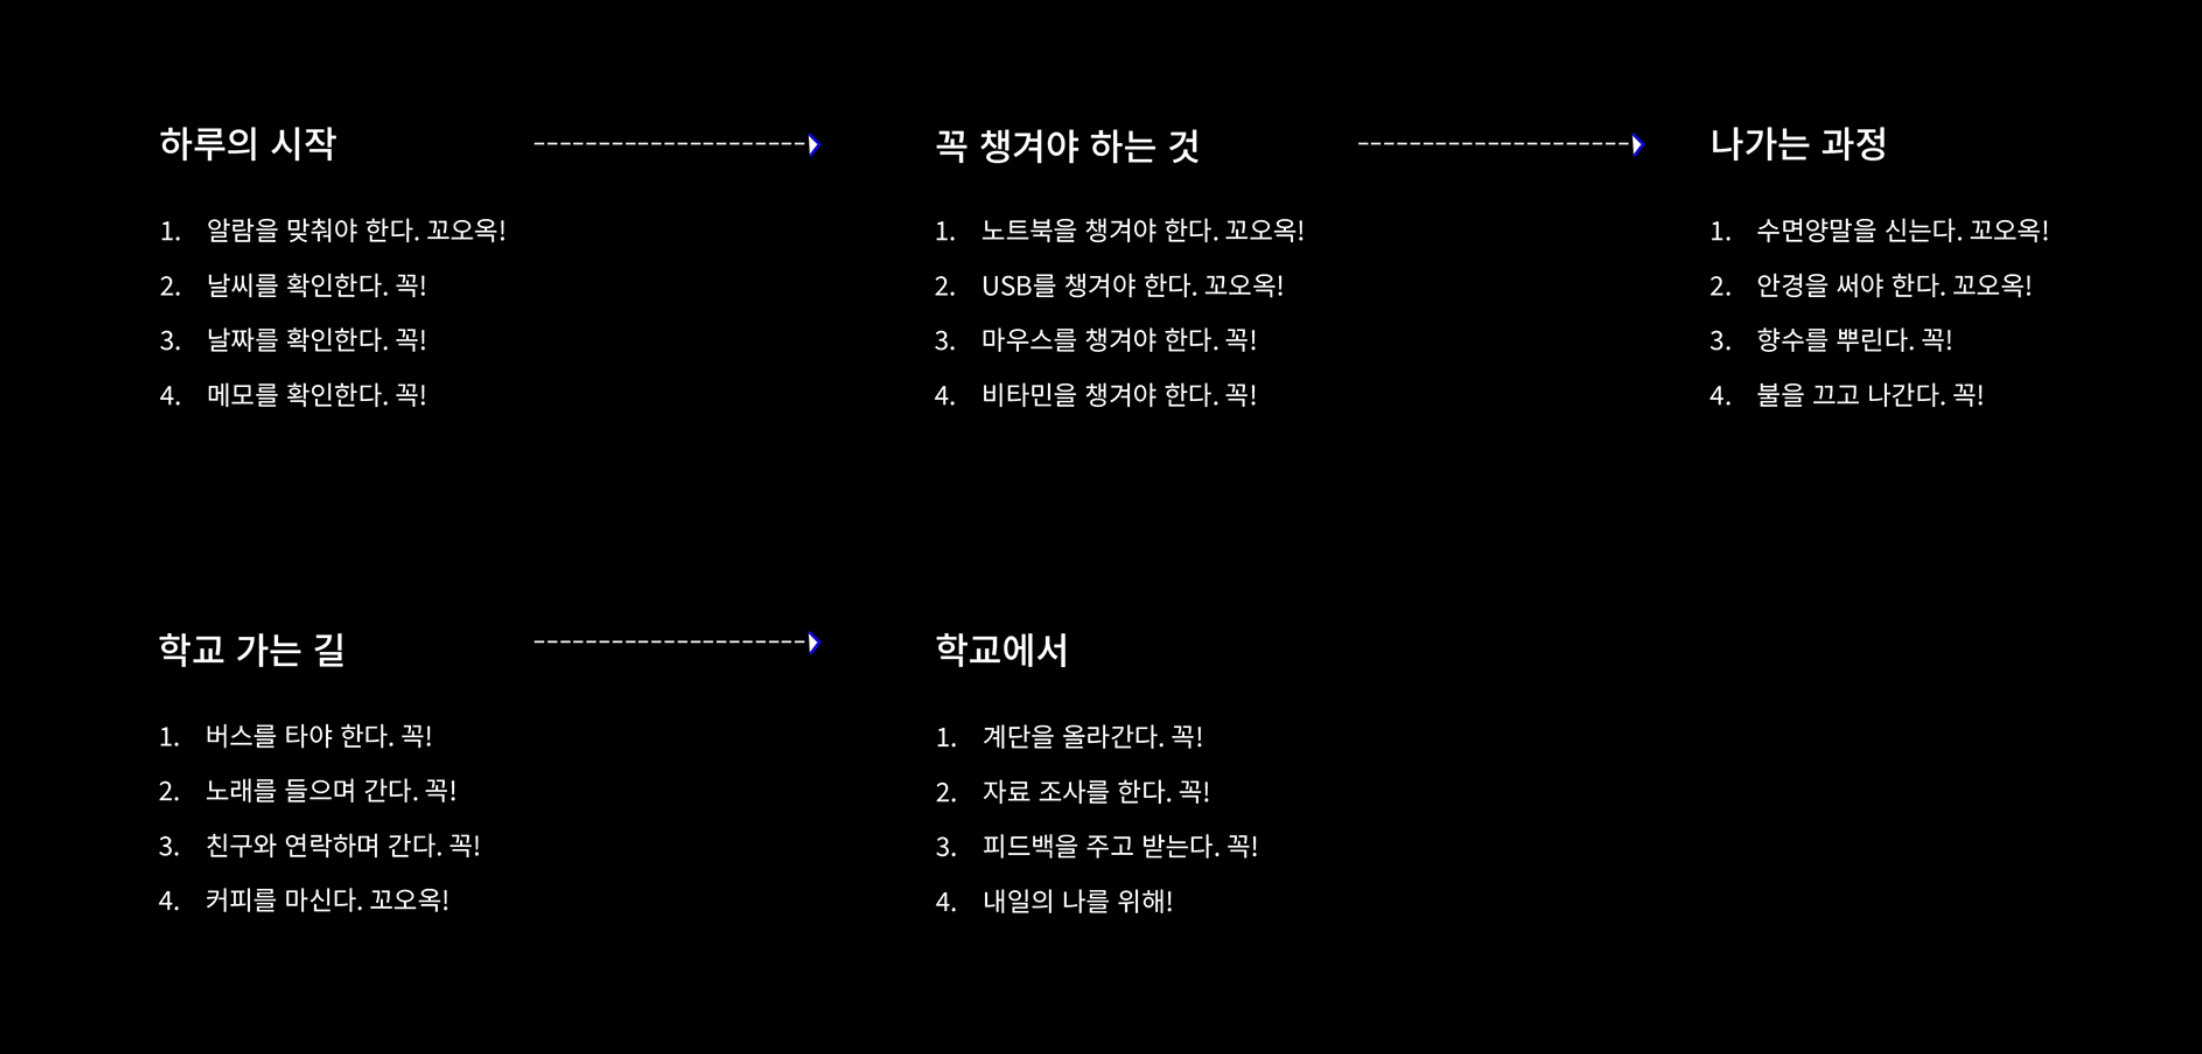 하루의 시작
1. 알람을 맞춰야 한다. 꼬오옥!
2. 날씨를 확인한다. 꼭!
3. 날짜를 확인한다. 꼭!
4. 메모를 확인한다. 꼭!
꼭 챙겨야 하는 것
1. 노트북을 챙겨야 한다. 꼬오옥!
2. USB를 챙겨야 한다. 꼬오옥!
3. 마우스를 챙겨야 한다. 꼭!
4. 비타민을 챙겨야 한다. 꼭!
나가는 과정
1. 수면양말을 신는다. 꼬오옥!
2. 안경을 써야 한다. 꼬오옥!
3. 향수를 뿌린다. 꼭!
4. 불을 끄고 나간다. 꼭!
학교 가는 길
1. 버스를 타야 한다. 꼭!
2. 노래를 들으며 간다. 꼭!
3. 친구와 연락하며 간다. 꼭!
4. 커피를 마신다. 꼬오옥!
학교에서
1. 계단을 올라간다. 꼭!
2. 자료 조사를 한다. 꼭!
3. 피드백을 주고 받는다. 꼭!
4. 내일의 나를 위해!